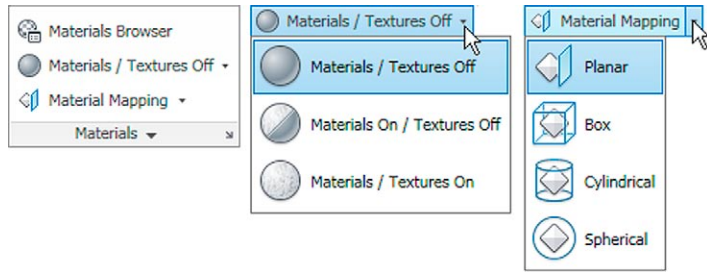 Materials Browser
Materials / Textures Off
Material Mapping
Materials
Materials / Textures Off
Materials / Textures Off
Materials On / Textures Off
Materials / Textures On
Material Mapping
Planar
Box
Cylindrical
Spherical